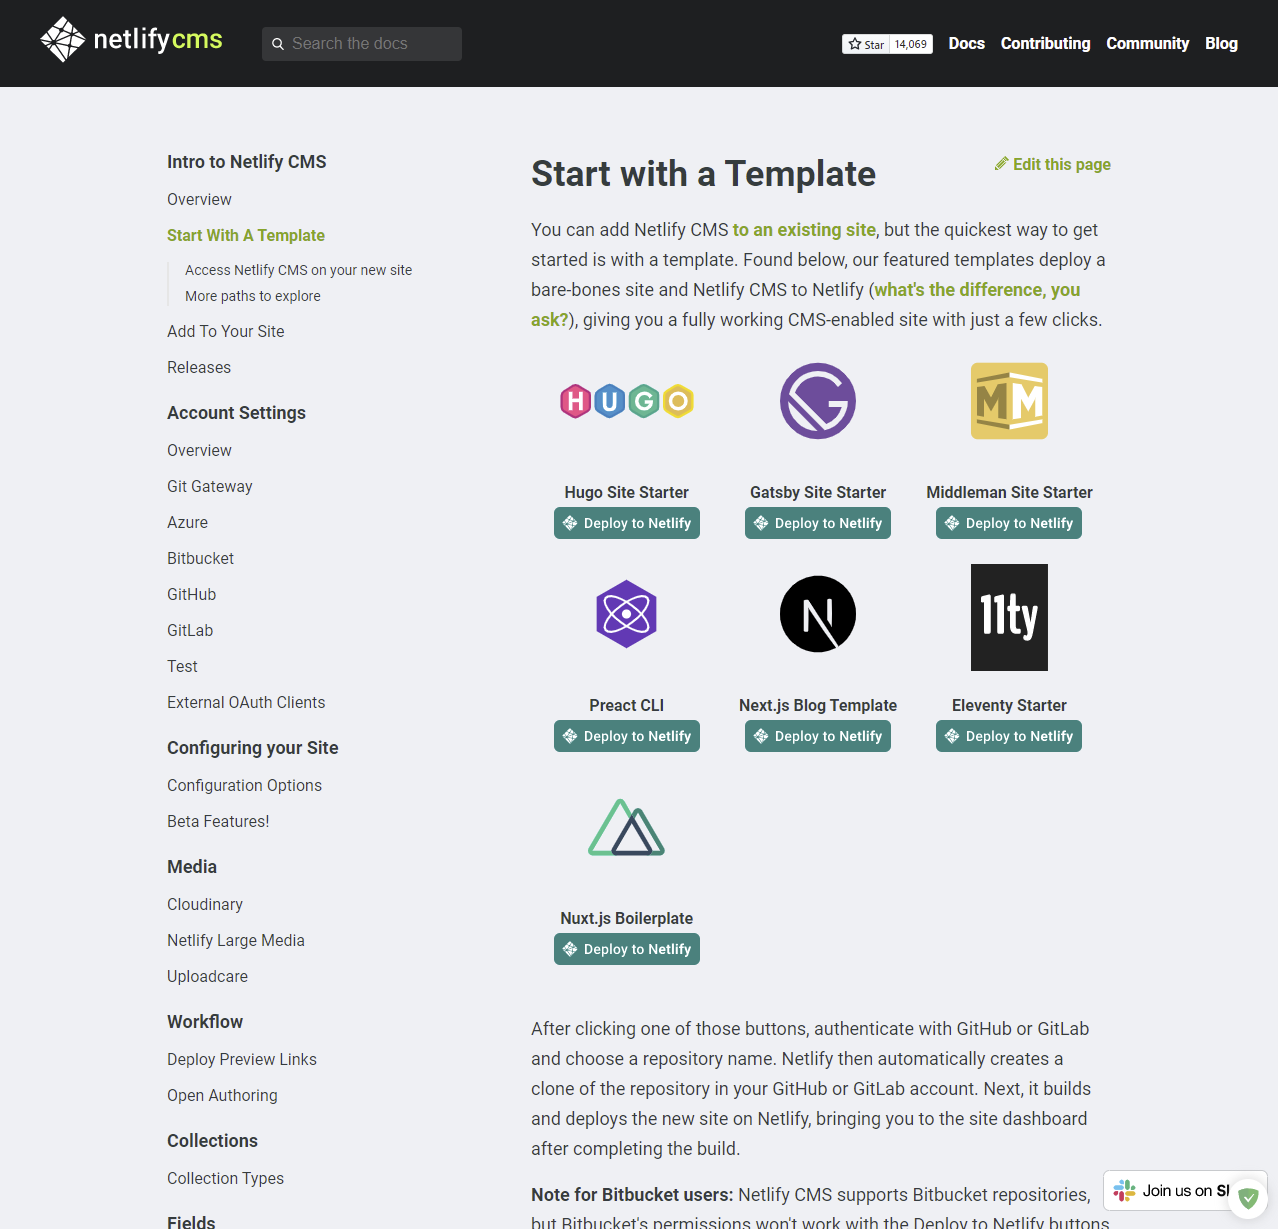 netlifycms
Search the docs
Star 14,069
Docs
Contributing
Community
Blog
Intro to Netlify CMS
Overview
Start With A Template
Access Netlify CMS on your new site
More paths to explore
Add To Your Site
Releases
Account Settings
Overview
Git Gateway
Azure
Bitbucket
GitHub
GitLab
Test
External OAuth Clients
Configuring your Site
Configuration Options
Beta Features!
Media
Cloudinary
Netlify Large Media
Uploadcare
Workflow
Deploy Preview Links
Open Authoring
Collections
Collection Types
Fields
Start with a Template
Edit this page
You can add Netlify CMS to an existing site, but the quickest way to get
started is with a template. Found below, our featured templates deploy a
bare-bones site and Netlify CMS to Netlify (what's the difference, you
ask?), giving you a fully working CMS-enabled site with just a few clicks.
HUGO
G
MM
Hugo Site Starter
Gatsby Site Starter
Middleman Site Starter
Deploy to Netlify
Deploy to Netlify
Deploy to Netlify
N
11ty
Preact CLI
Next.js Blog Template
Eleventy Starter
Deploy to Netlify
Deploy to Netlify
Deploy to Netlify
Nuxt.js Boilerplate
Deploy to Netlify
After clicking one of those buttons, authenticate with GitHub or GitLab
and choose a repository name. Netlify then automatically creates a
clone of the repository in your GitHub or GitLab account. Next, it builds
and deploys the new site on Netlify, bringing you to the site dashboard
after completing the build.
Note for Bitbucket users: Netlify CMS supports Bitbucket repositories,
but Bitbucket's permissions won't work with the Deploy to Netlify buttons
Join us on